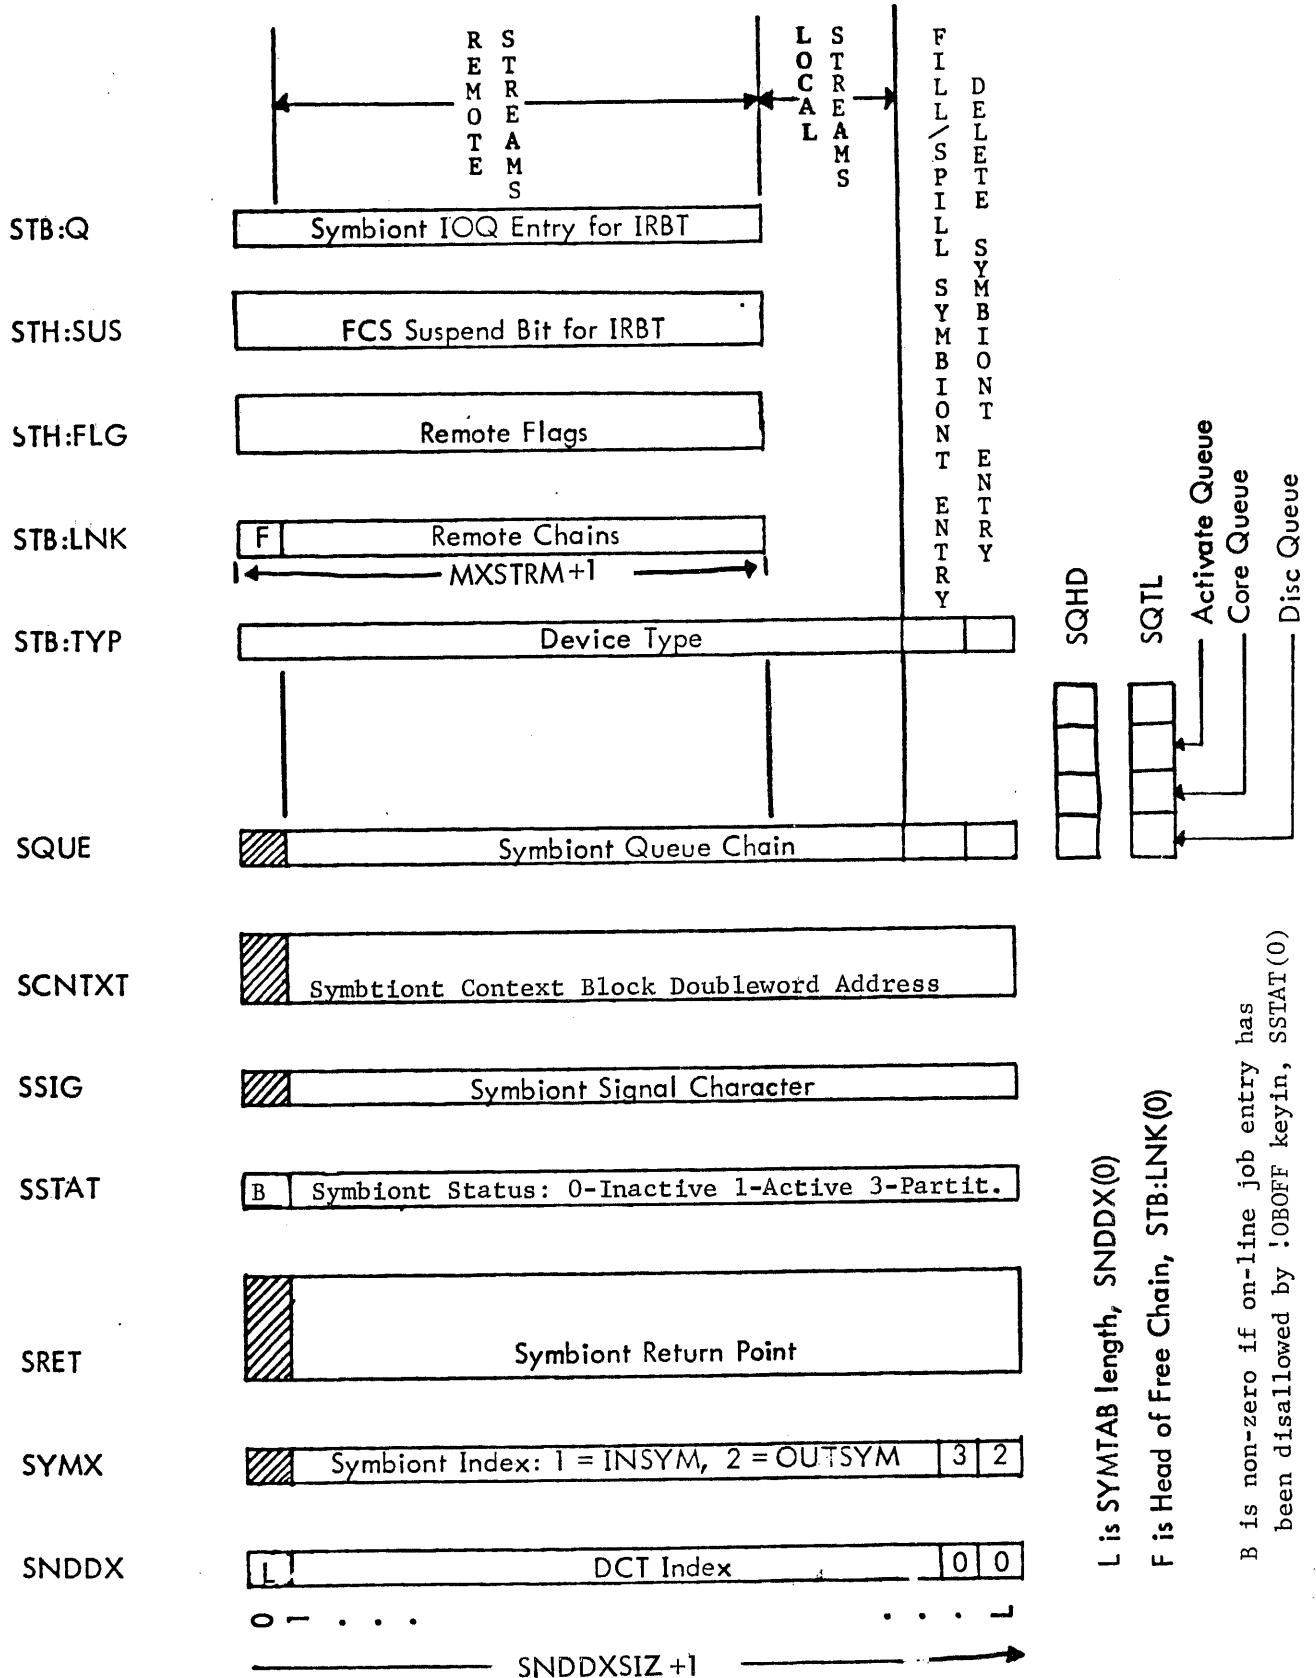 REMOTE
STREAMS
LOCAL
STREAMS
FILL/SPILL SYMBIONT ENTRY
DELETE SYMBIONT ENTRY
STB:Q
Symbiont IOQ Entry for IRBT
STH:SUS
FCS Suspend Bit for IRBT
STH:FLG
Remote Flags
STB:LNK
F
Remote Chains
MXSTRM+1
STB:TYP
Device Type
SQHD
SQTL
Activate Queue
Core Queue
Disc Queue
SQUE
Symbiont Queue Chain
SCNTXT
Symbtiont Context Block Doubleword Address
SSIG
Symbiont Signal Character
SSTAT
B
Symbiont Status: 0-Inactive 1-Active 3-Partit.
SRET
Symbiont Return Point
SYMX
Symbiont Index: 1 = INSYM, 2 = OUTSYM
3
2
SNDDX
L
DCT Index
0
0
0 1 . . .
. . . L
SNDDXSIZ +1
L is SYMTAB length, SNDDX(0)
F is Head of Free Chain, STB:LNK(0)
B is non-zero if on-line job entry has
been disallowed by !OBOFF keyin, SSTAT(0)